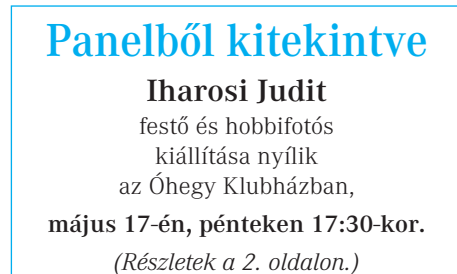 Panelből kitekintve
Iharosi Judit
festő és hobbifotós
kiállítása nyílik
az Óhegy Klubházban,
május 17-én, pénteken 17:30-kor.
(Részletek a 2. oldalon.)